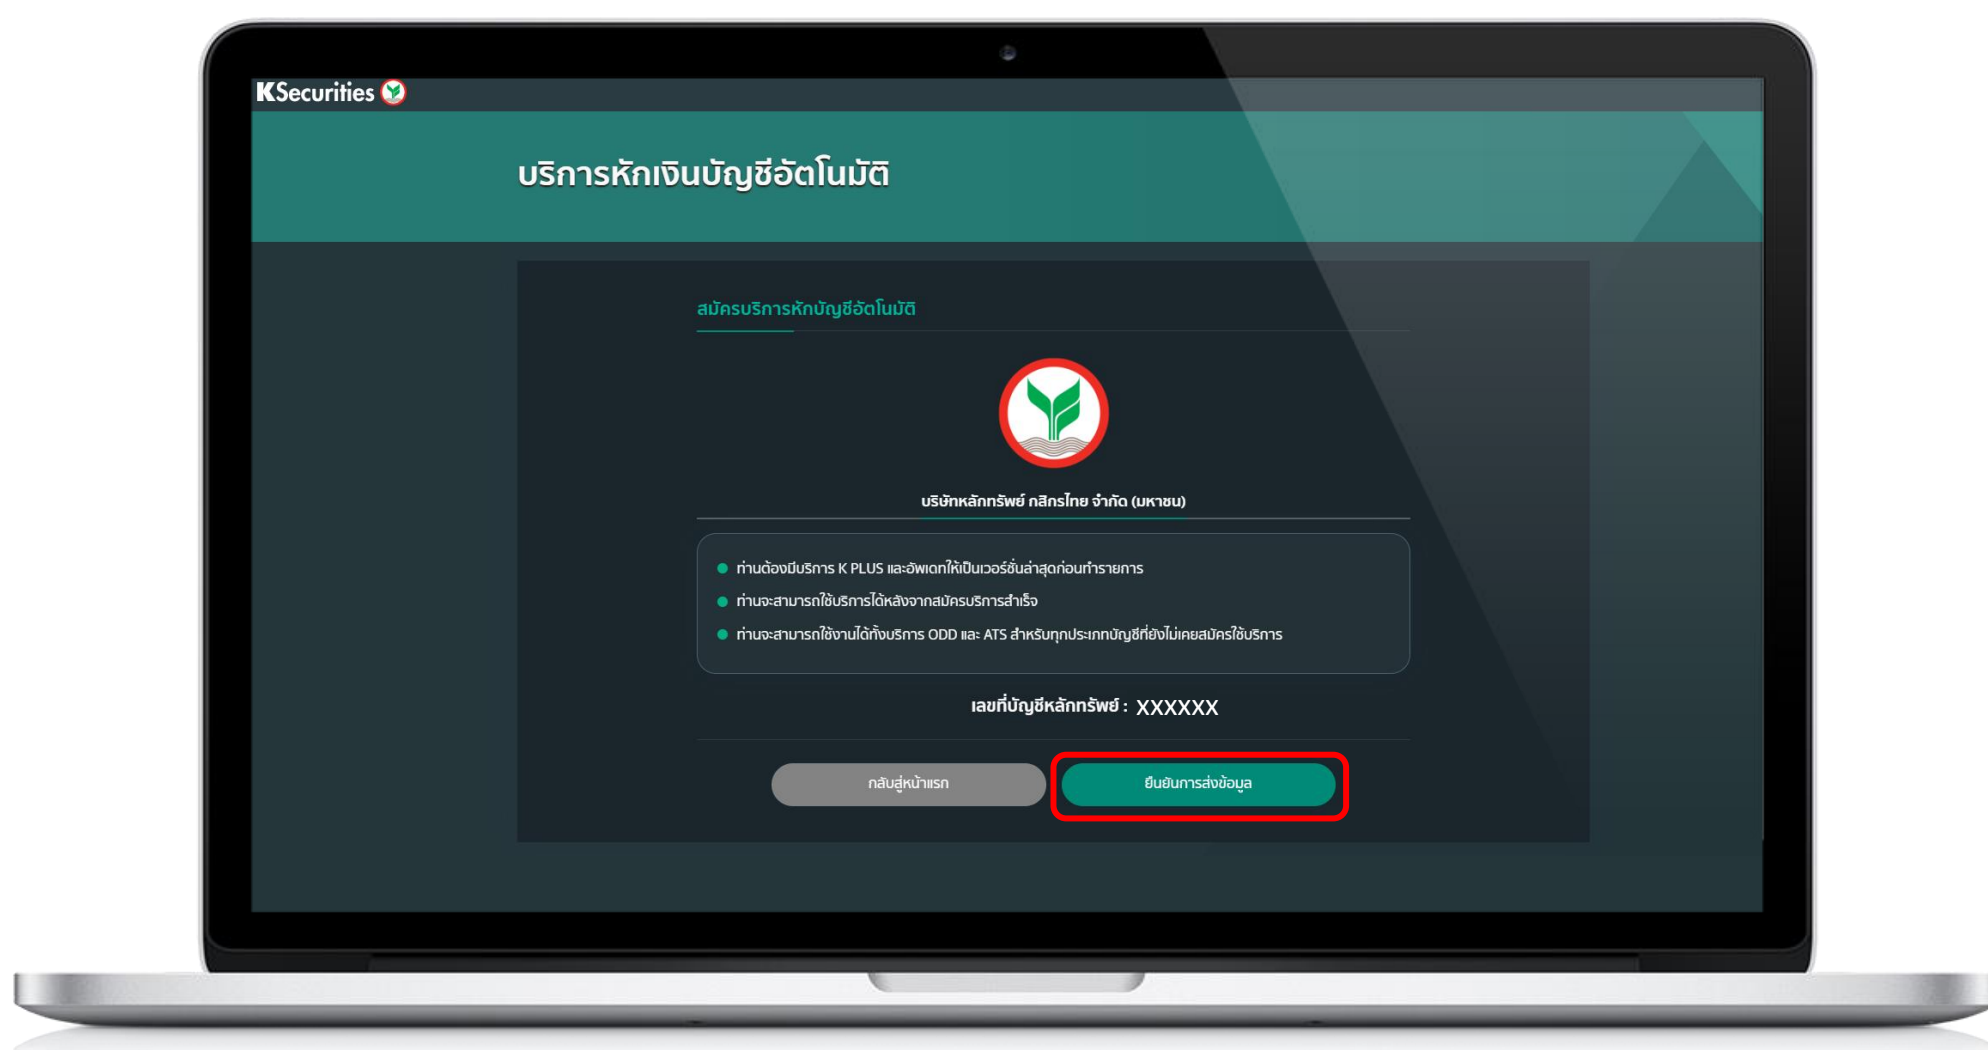 KSecurities
บริการหักเงินบัญชีอัตโนมัติ
สมัครบริการหักบัญชีอัตโนมัติ
บริษัทหลักทรัพย์ กสิกรไทย จำกัด (มหาชน)
ท่านต้องมีบริการ K PLUS และอัพเดทให้เป็นเวอร์ชั่นล่าสุดก่อนทำรายการ
ท่านจะสามารถใช้บริการได้หลังจากสมัครบริการสำเร็จ
ท่านจะสามารถใช้งานได้ทั้งบริการ ODD และ ATS สำหรับทุกประเภทบัญชีที่ยังไม่เคยสมัครใช้บริการ
เลขที่บัญชีหลักทรัพย์ : XXXXXX
กลับสู่หน้าแรก ยืนยันการส่งข้อมูล